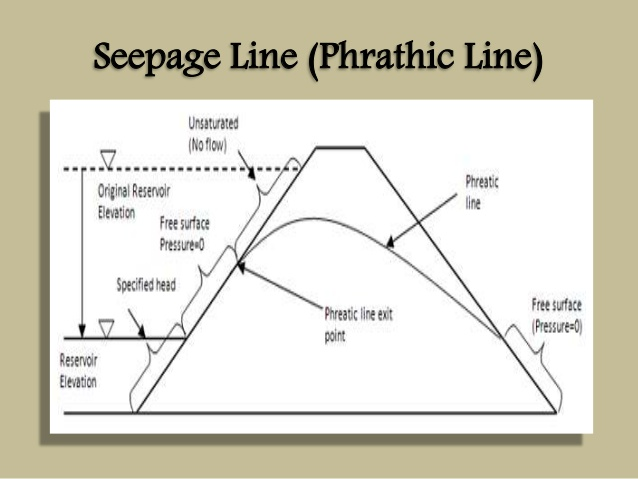 Seepage Line (Phrathic Line)
Unsaturated
(No flow)
Original Reservoir
Elevation
Phreatic
line
Free surface
Pressure=0
Specified head
Phreatic line exit
point
Free surface
(Pressure=0)
Reservoir
Elevation